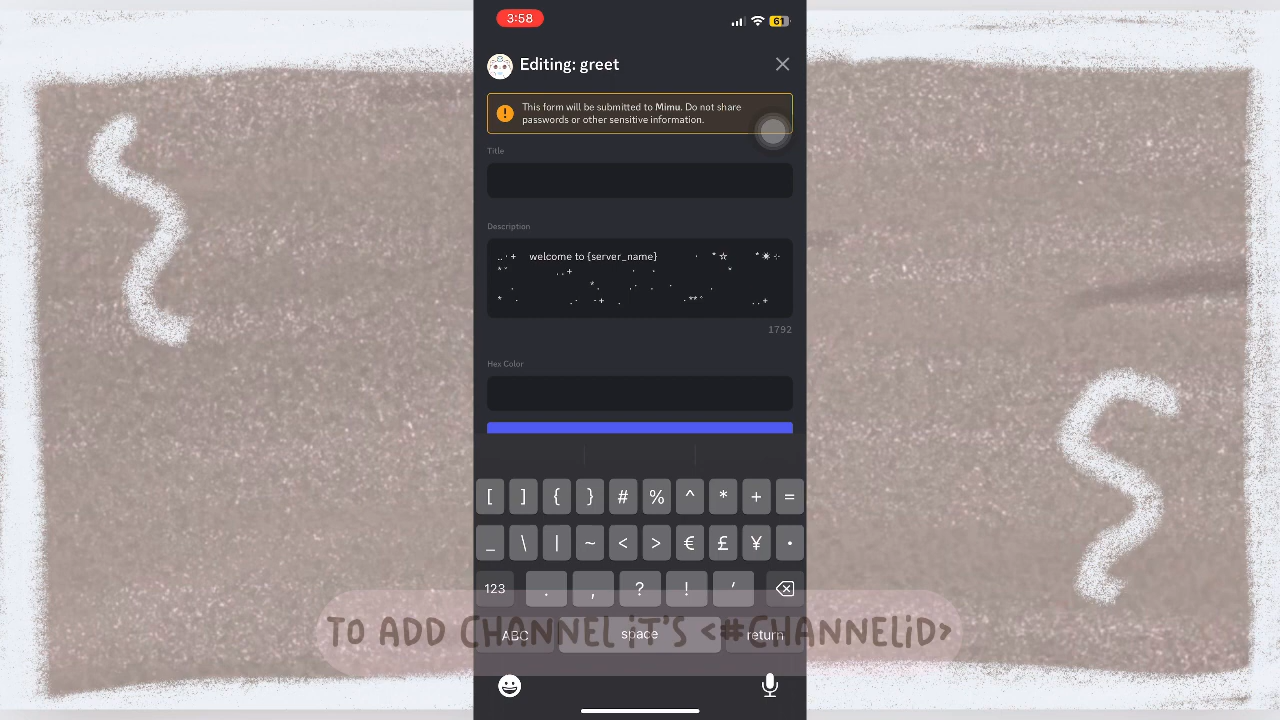 3:58
61
Editing: greet
This form will be submitted to Mimu. Do not share
passwords or other sensitive information.
Title
Description
.. · + welcome to {server_name} · * ☆ * ☀ ⊹
* ˇ . . + · · *
. * . . · . · .
* · . · · + . · ** ˆ . . +
1792
Hex Color
[ ] { } # % ^ * + =
_ \ | ~ < > € £ ¥ •
123 . , ? ! ′
ABC space return
TO ADD CHANNEL iT'S <#CHANNELiD>